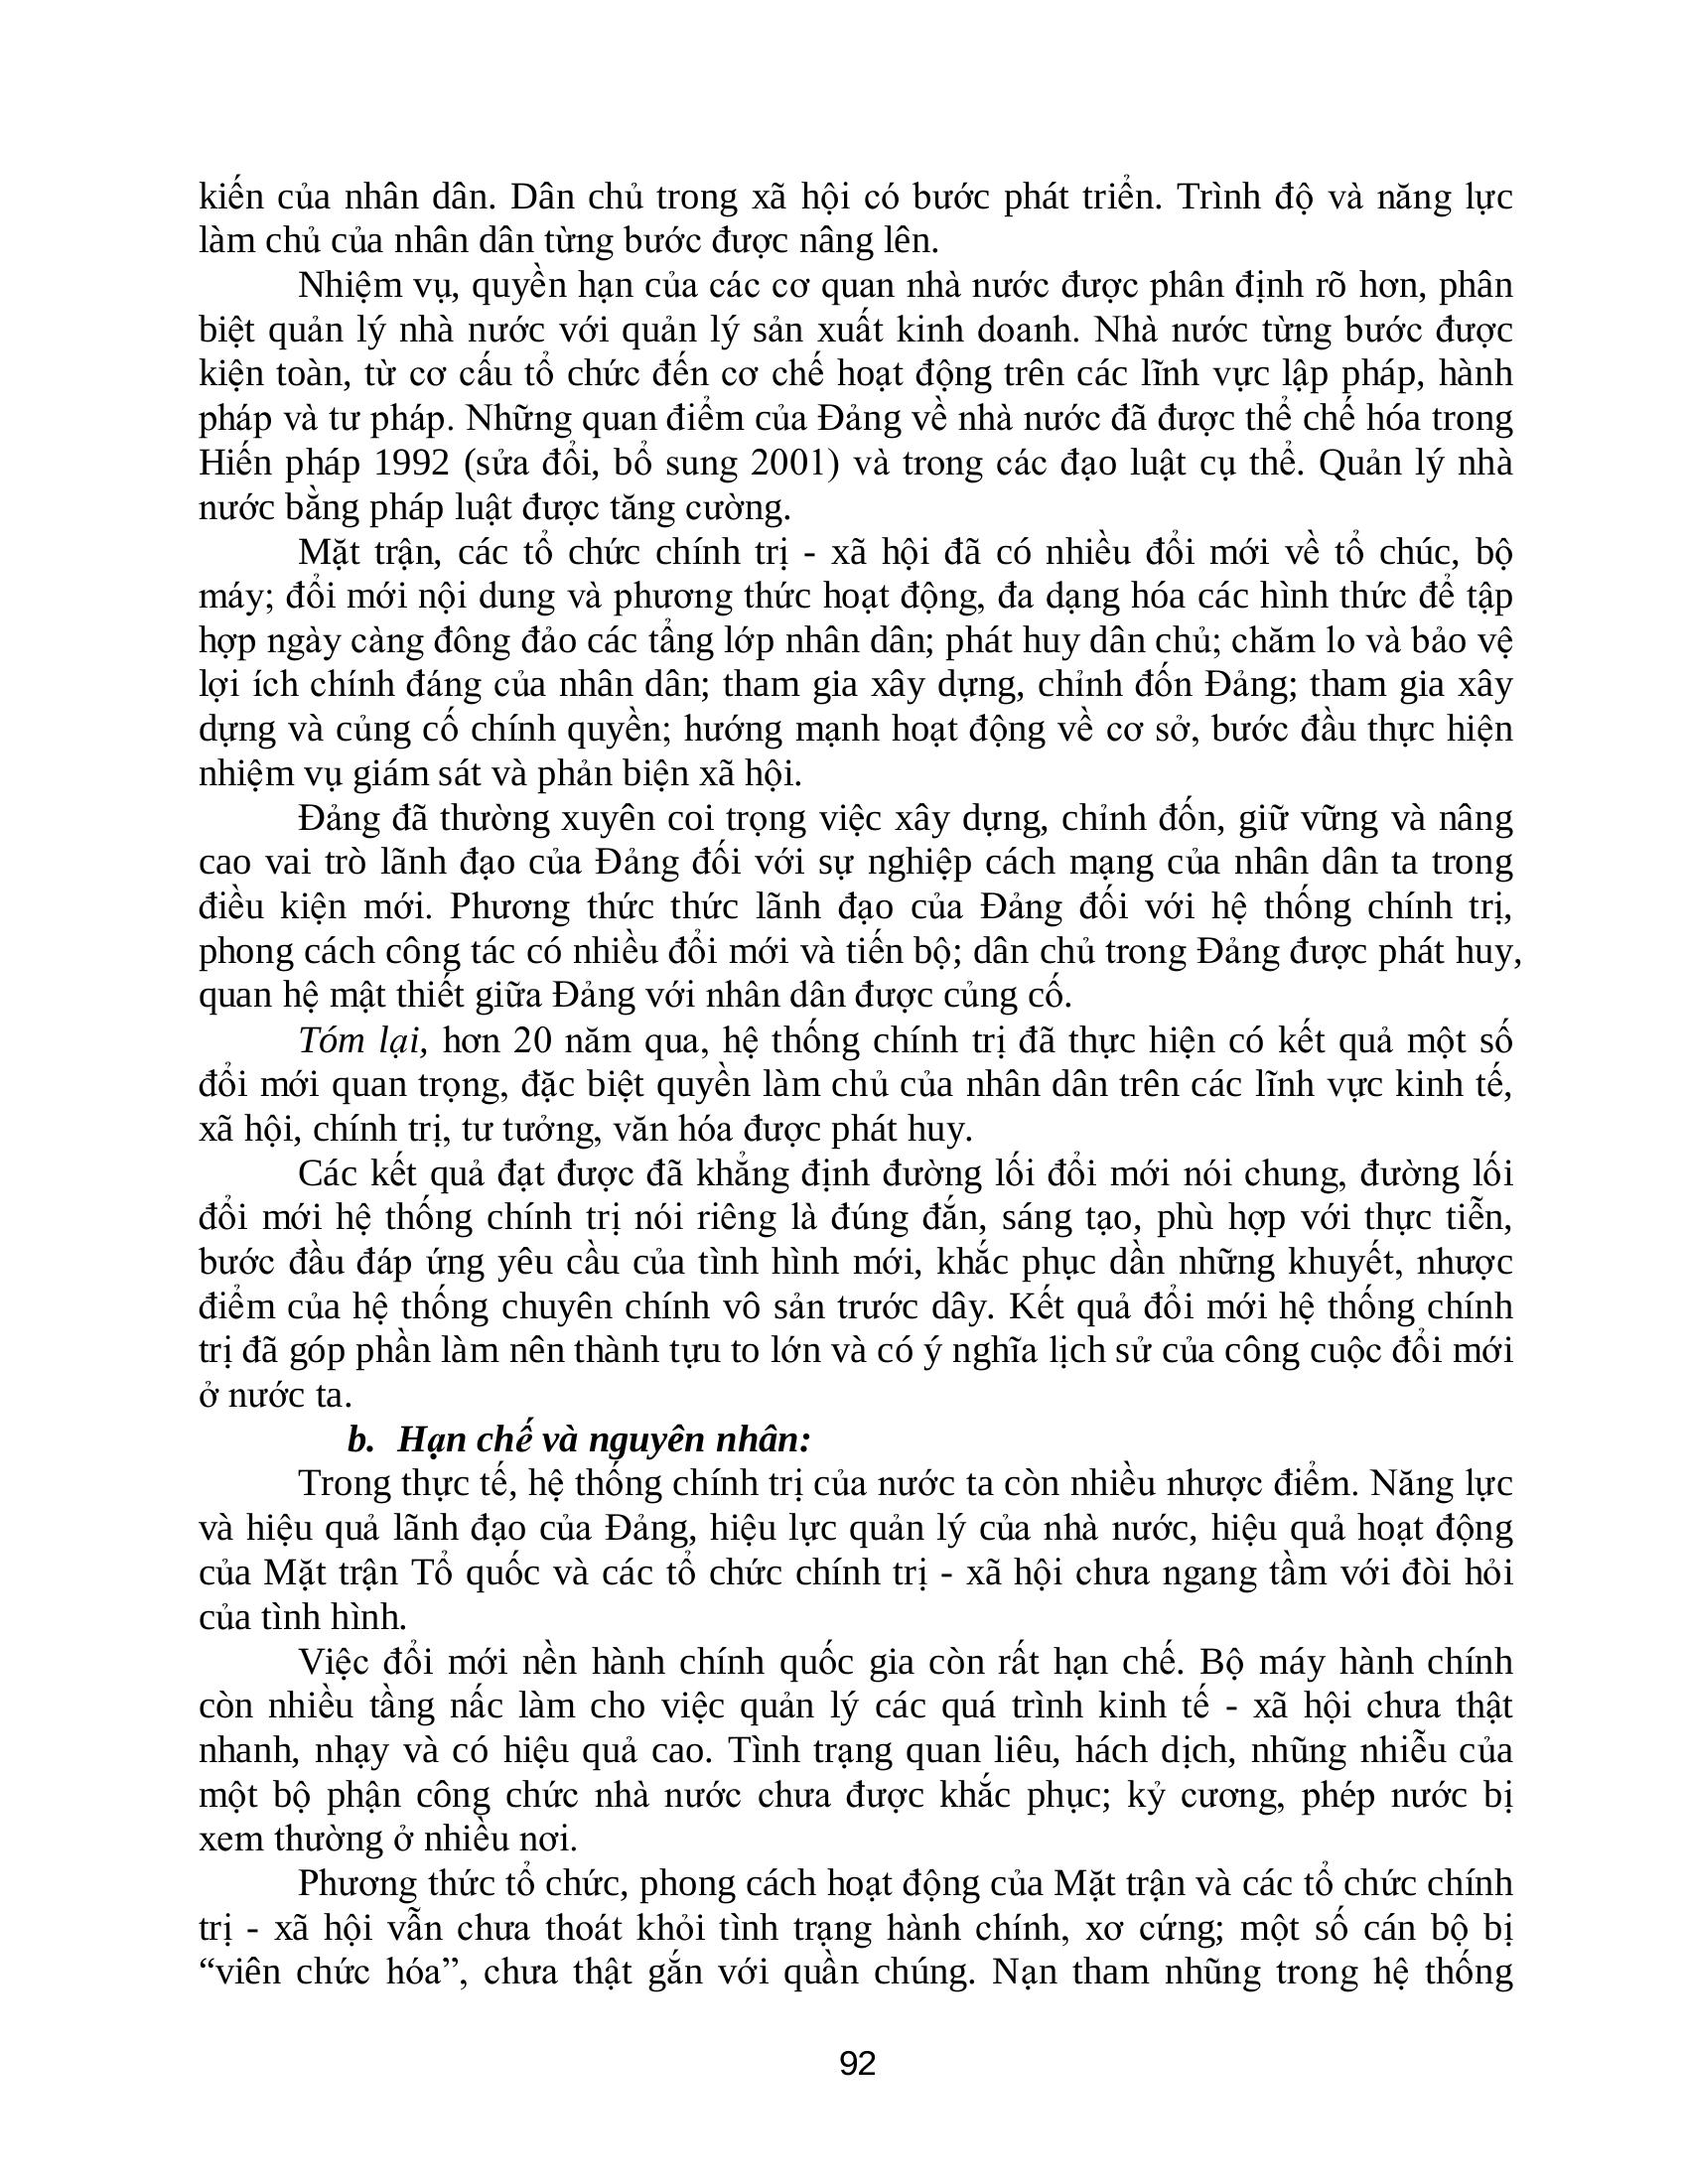 kiến của nhân dân. Dân chủ trong xã hội có bước phát triển. Trình độ và năng lực
làm chủ của nhân dân từng bước được nâng lên.
Nhiệm vụ, quyền hạn của các cơ quan nhà nước được phân định rõ hơn, phân
biệt quản lý nhà nước với quản lý sản xuất kinh doanh. Nhà nước từng bước được
kiện toàn, từ cơ cấu tổ chức đến cơ chế hoạt động trên các lĩnh vực lập pháp, hành
pháp và tư pháp. Những quan điểm của Đảng về nhà nước đã được thể chế hóa trong
Hiến pháp 1992 (sửa đổi, bổ sung 2001) và trong các đạo luật cụ thể. Quản lý nhà
nước bằng pháp luật được tăng cường.
Mặt trận, các tổ chức chính trị - xã hội đã có nhiều đổi mới về tổ chúc, bộ
máy; đổi mới nội dung và phương thức hoạt động, đa dạng hóa các hình thức để tập
hợp ngày càng đông đảo các tẩng lớp nhân dân; phát huy dân chủ; chăm lo và bảo vệ
lợi ích chính đáng của nhân dân; tham gia xây dựng, chỉnh đốn Đảng; tham gia xây
dựng và củng cố chính quyền; hướng mạnh hoạt động về cơ sở, bước đầu thực hiện
nhiệm vụ giám sát và phản biện xã hội.
Đảng đã thường xuyên coi trọng việc xây dựng, chỉnh đốn, giữ vững và nâng
cao vai trò lãnh đạo của Đảng đối với sự nghiệp cách mạng của nhân dân ta trong
điều kiện mới. Phương thức thức lãnh đạo của Đảng đối với hệ thống chính trị,
phong cách công tác có nhiều đổi mới và tiến bộ; dân chủ trong Đảng được phát huy,
quan hệ mật thiết giữa Đảng với nhân dân được củng cố.
Tóm lại, hơn 20 năm qua, hệ thống chính trị đã thực hiện có kết quả một số
đổi mới quan trọng, đặc biệt quyền làm chủ của nhân dân trên các lĩnh vực kinh tế,
xã hội, chính trị, tư tưởng, văn hóa được phát huy.
Các kết quả đạt được đã khẳng định đường lối đổi mới nói chung, đường lối
đổi mới hệ thống chính trị nói riêng là đúng đắn, sáng tạo, phù hợp với thực tiễn,
bước đầu đáp ứng yêu cầu của tình hình mới, khắc phục dần những khuyết, nhược
điểm của hệ thống chuyên chính vô sản trước dây. Kết quả đổi mới hệ thống chính
trị đã góp phần làm nên thành tựu to lớn và có ý nghĩa lịch sử của công cuộc đổi mới
ở nước ta.
b. Hạn chế và nguyên nhân:
Trong thực tế, hệ thống chính trị của nước ta còn nhiều nhược điểm. Năng lực
và hiệu quả lãnh đạo của Đảng, hiệu lực quản lý của nhà nước, hiệu quả hoạt động
của Mặt trận Tổ quốc và các tổ chức chính trị - xã hội chưa ngang tầm với đòi hỏi
của tình hình.
Việc đổi mới nền hành chính quốc gia còn rất hạn chế. Bộ máy hành chính
còn nhiều tầng nấc làm cho việc quản lý các quá trình kinh tế - xã hội chưa thật
nhanh, nhạy và có hiệu quả cao. Tình trạng quan liêu, hách dịch, nhũng nhiễu của
một bộ phận công chức nhà nước chưa được khắc phục; kỷ cương, phép nước bị
xem thường ở nhiều nơi.
Phương thức tổ chức, phong cách hoạt động của Mặt trận và các tổ chức chính
trị - xã hội vẫn chưa thoát khỏi tình trạng hành chính, xơ cứng; một số cán bộ bị
“viên chức hóa”, chưa thật gắn với quần chúng. Nạn tham nhũng trong hệ thống
92